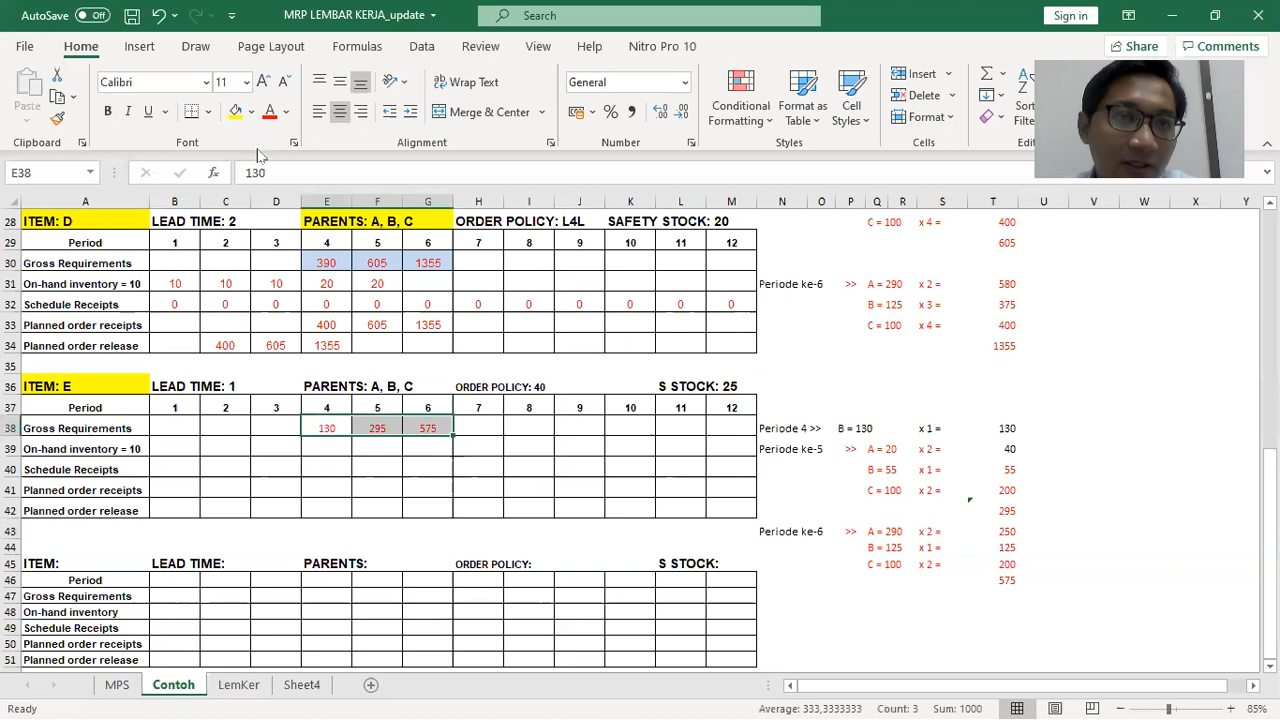 AutoSave Off MRP LEMBAR KERJA_update Search Sign in
File Home Insert Draw Page Layout Formulas Data Review View Help Nitro Pro 10 Share Comments
Paste Calibri 11 Wrap Text General Conditional Formatting Format as Table Cell Styles Insert Delete Format Sort
B I U Merge & Center
Clipboard Font Alignment Number Styles Cells
E38 fx 130
A B C D E F G H I J K L M N O P Q R S T U V W X Y
28 ITEM: D LEAD TIME: 2 PARENTS: A, B, C ORDER POLICY: L4L SAFETY STOCK: 20 C = 100 x 4 = 400
29 Period 1 2 3 4 5 6 7 8 9 10 11 12 605
30 Gross Requirements 390 605 1355
31 On-hand inventory = 10 10 10 10 20 20 Periode ke-6 >> A = 290 x 2 = 580
32 Schedule Receipts 0 0 0 0 0 0 0 0 0 0 0 0 B = 125 x 3 = 375
33 Planned order receipts 400 605 1355 C = 100 x 4 = 400
34 Planned order release 400 605 1355 1355
35
36 ITEM: E LEAD TIME: 1 PARENTS: A, B, C ORDER POLICY: 40 S STOCK: 25
37 Period 1 2 3 4 5 6 7 8 9 10 11 12
38 Gross Requirements 130 295 575 Periode 4 >> B = 130 x 1 = 130
39 On-hand inventory = 10 Periode ke-5 >> A = 20 x 2 = 40
40 Schedule Receipts B = 55 x 1 = 55
41 Planned order receipts C = 100 x 2 = 200
42 Planned order release 295
43 Periode ke-6 >> A = 290 x 2 = 250
44 B = 125 x 1 = 125
45 ITEM: LEAD TIME: PARENTS: ORDER POLICY: S STOCK: C = 100 x 2 = 200
46 Period 575
47 Gross Requirements
48 On-hand inventory
49 Schedule Receipts
50 Planned order receipts
51 Planned order release
MPS Contoh LemKer Sheet4
Ready Average: 333,3333333 Count: 3 Sum: 1000 85%